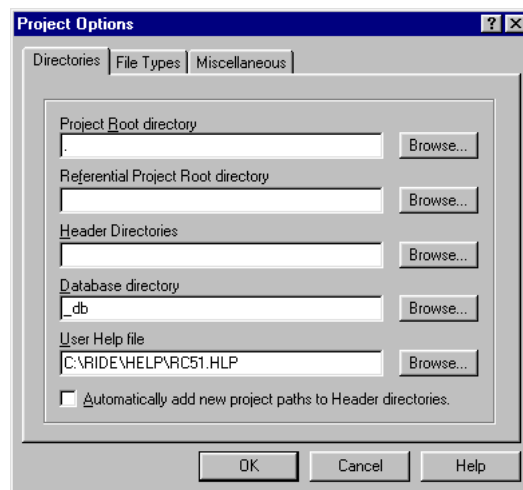 Project Options
Directories File Types Miscellaneous
Project Root directory
.
Browse...
Referential Project Root directory
Browse...
Header Directories
Browse...
Database directory
_db
Browse...
User Help file
C:\RIDE\HELP\RC51.HLP
Browse...
Automatically add new project paths to Header directories.
OK Cancel Help